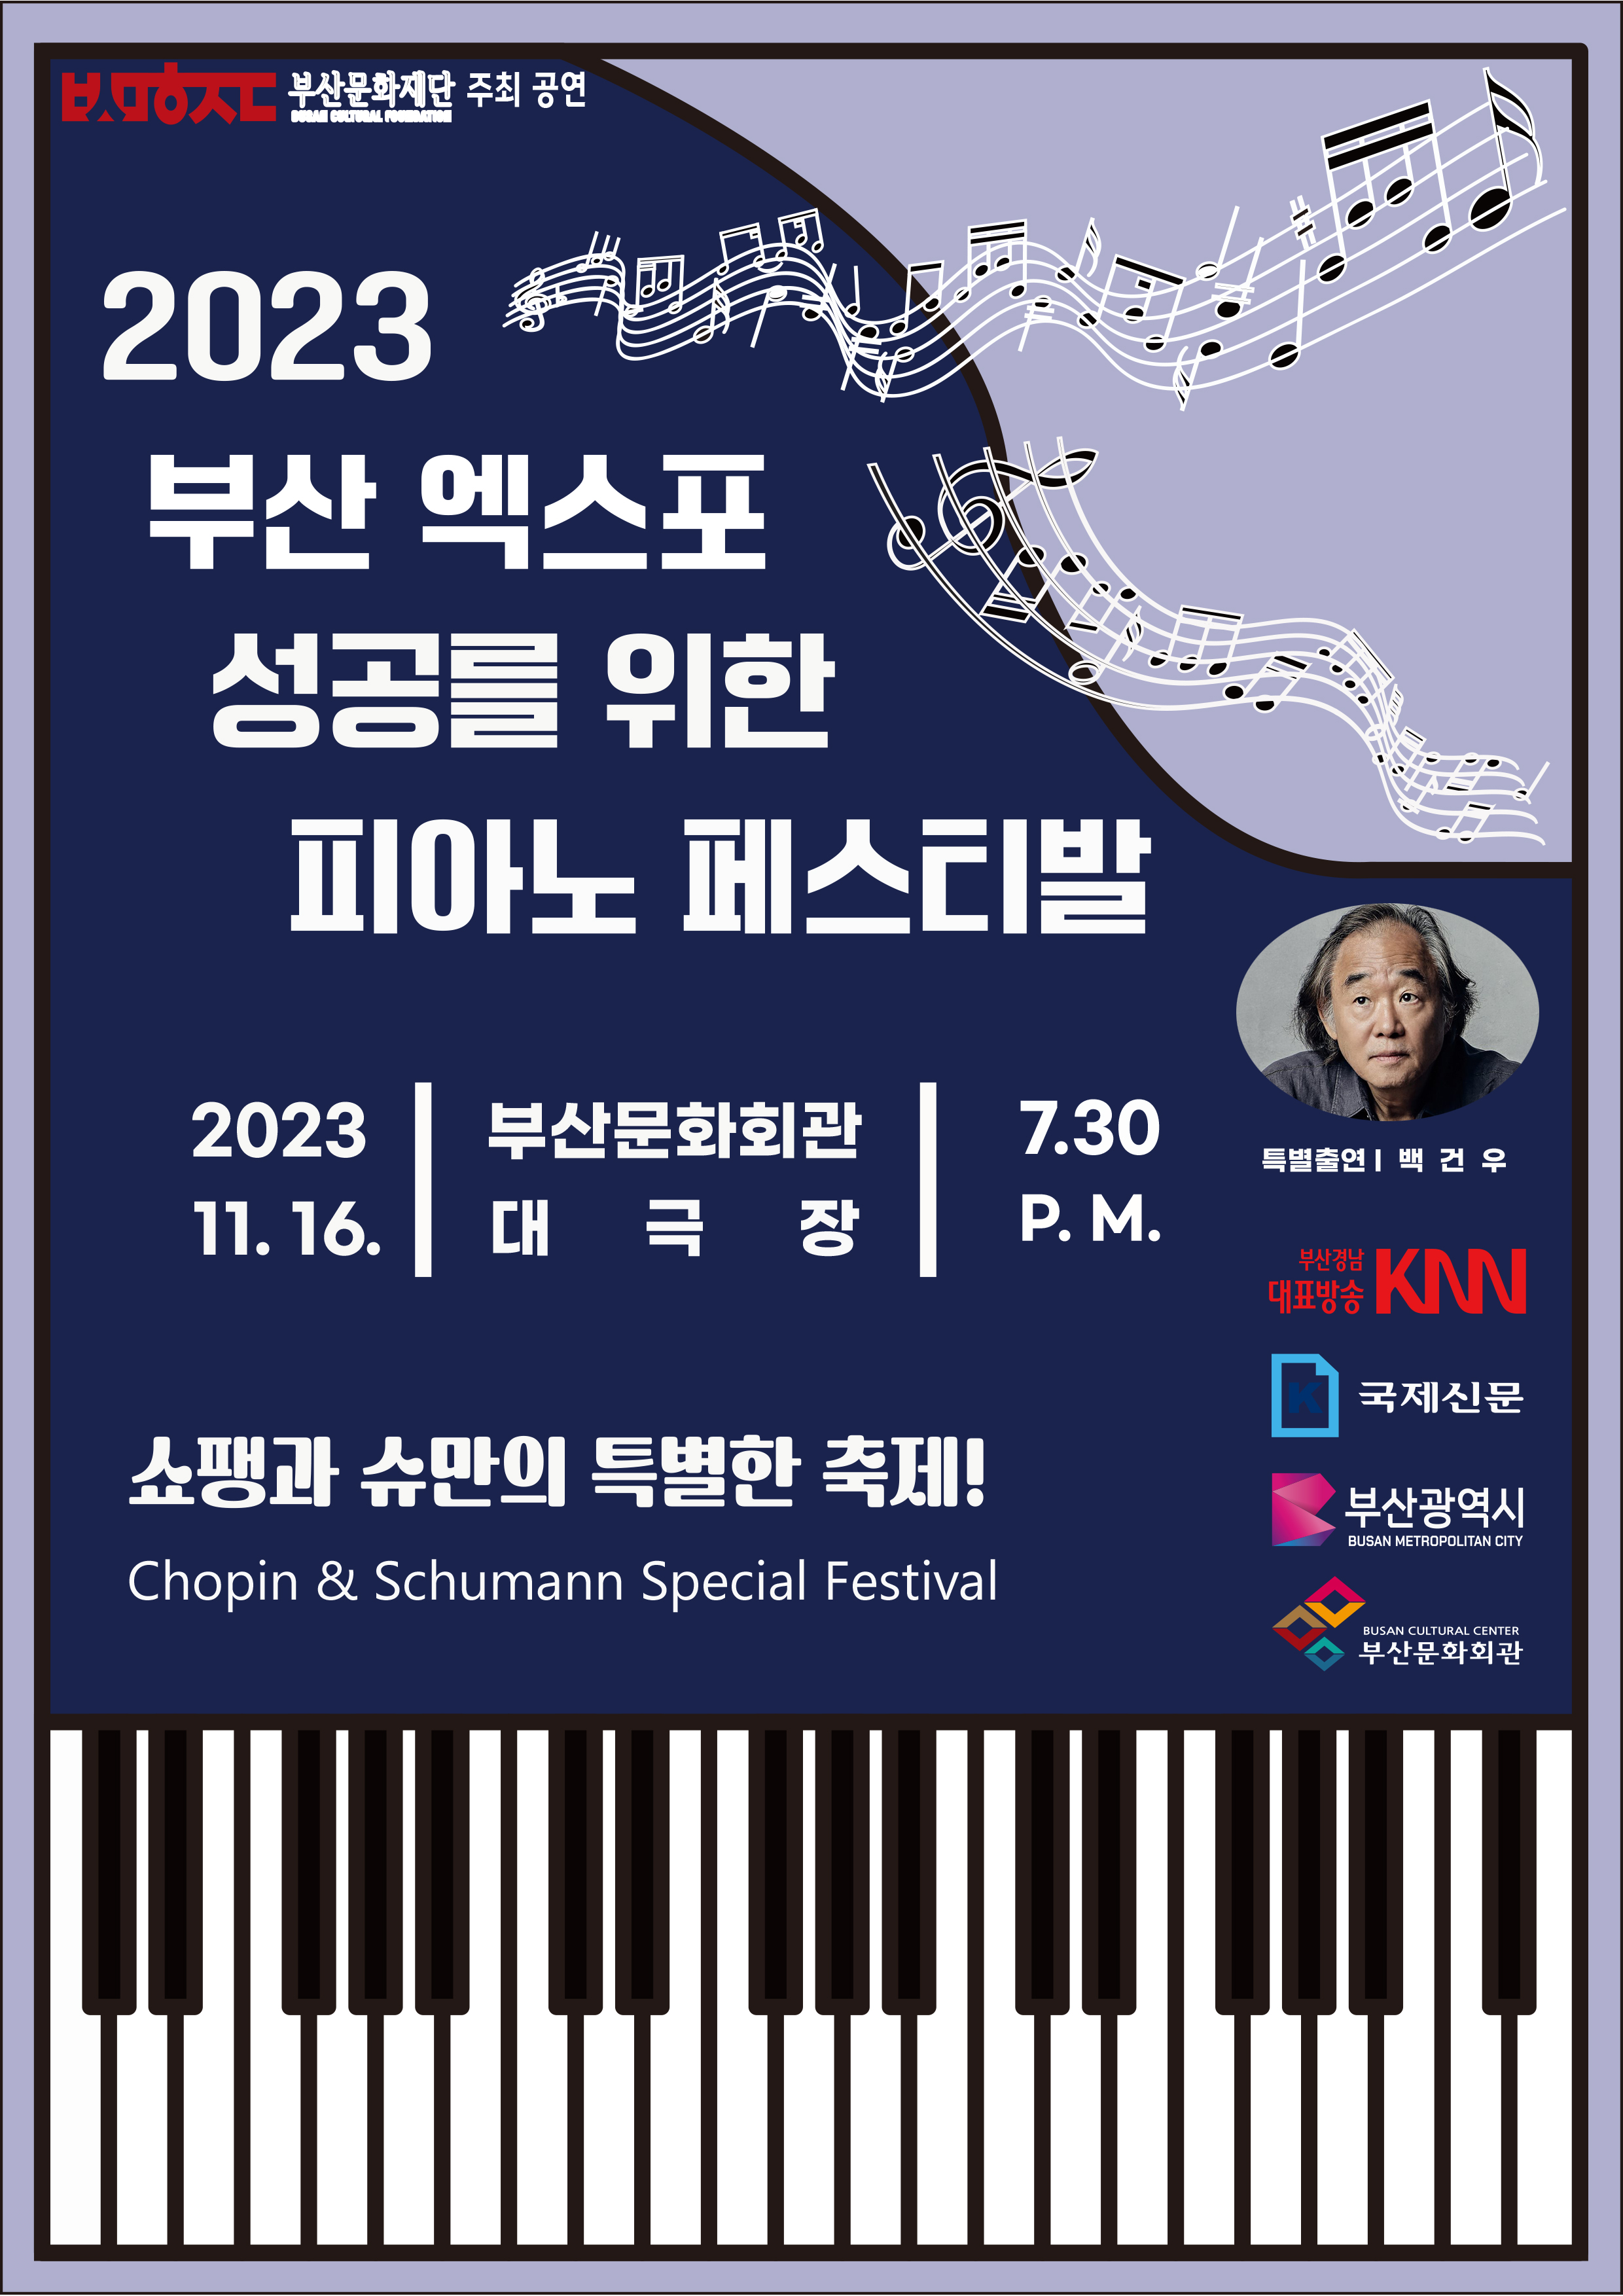 부산문화재단 주최 공연
BUSAN CULTURAL FOUNDATION
2023
부산 엑스포
성공를 위한
피아노 페스티발
2023
11. 16.
부산문화회관
대 극 장
7.30
P. M.
특별출연 | 백 건 우
부산경남
대표방송 KNN
K 국제신문
부산광역시
BUSAN METROPOLITAN CITY
BUSAN CULTURAL CENTER
부산문화회관
쇼팽과 슈만의 특별한 축제!
Chopin & Schumann Special Festival